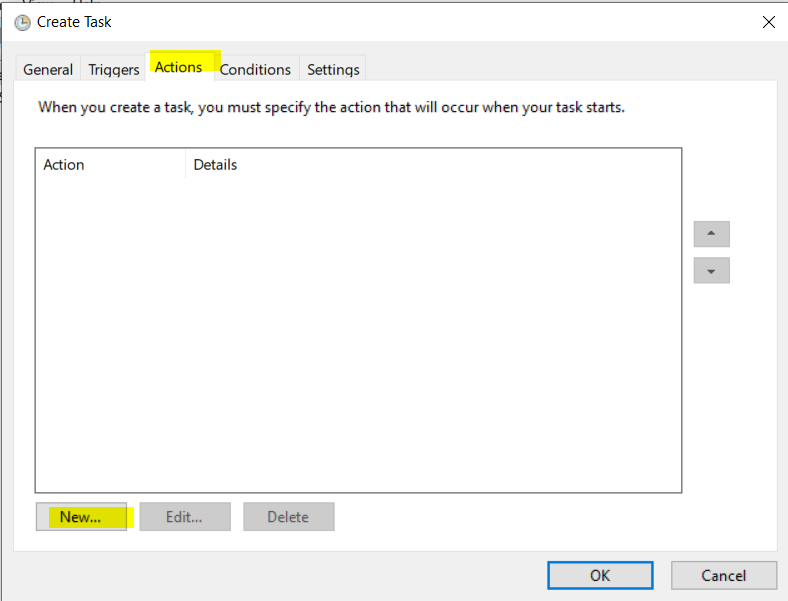 Create Task
General Triggers Actions Conditions Settings
When you create a task, you must specify the action that will occur when your task starts.
Action Details
New... Edit... Delete
OK Cancel